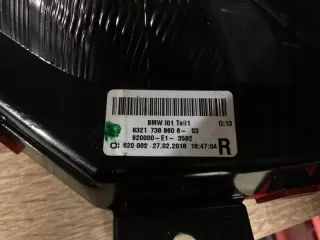 BMW I01 Teil1 Q:13
6321 736 960 6- 03
620000-E1- 3502
Q: 620 002 27.02.2018 16:47:04 R